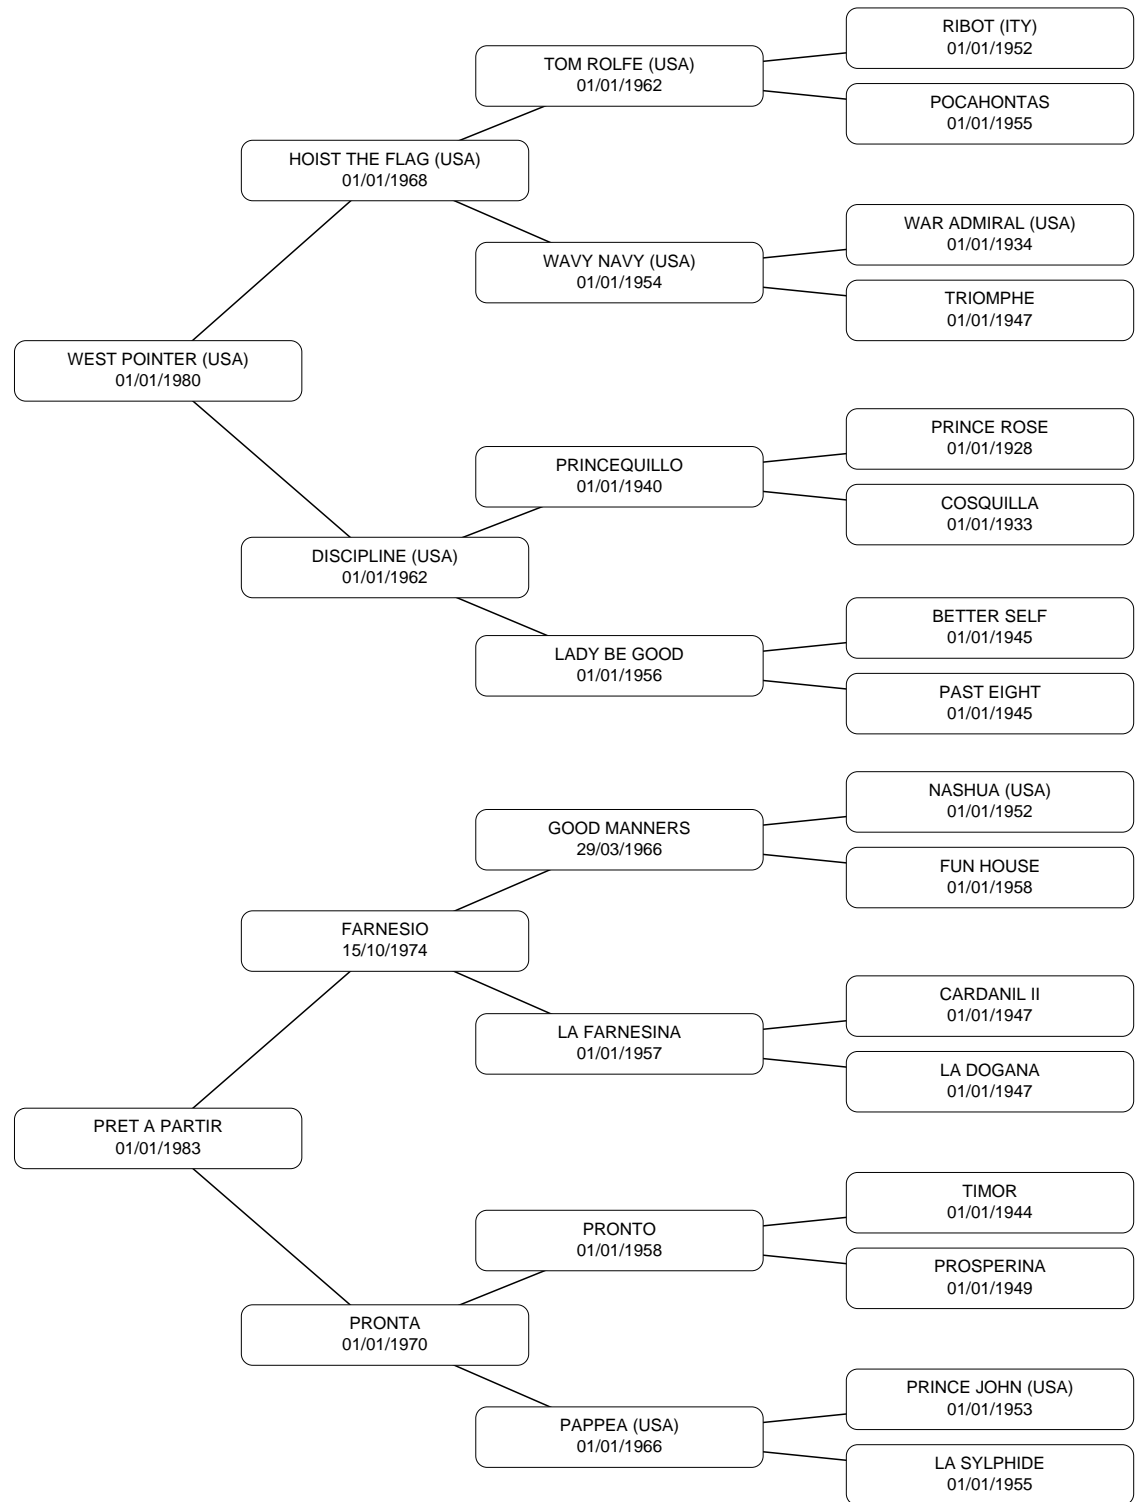 RIBOT (ITY)
01/01/1952
TOM ROLFE (USA)
01/01/1962
POCAHONTAS
01/01/1955
HOIST THE FLAG (USA)
01/01/1968
WAR ADMIRAL (USA)
01/01/1934
WAVY NAVY (USA)
01/01/1954
TRIOMPHE
01/01/1947
WEST POINTER (USA)
01/01/1980
PRINCE ROSE
01/01/1928
PRINCEQUILLO
01/01/1940
COSQUILLA
01/01/1933
DISCIPLINE (USA)
01/01/1962
BETTER SELF
01/01/1945
LADY BE GOOD
01/01/1956
PAST EIGHT
01/01/1945
NASHUA (USA)
01/01/1952
GOOD MANNERS
29/03/1966
FUN HOUSE
01/01/1958
FARNESIO
15/10/1974
CARDANIL II
01/01/1947
LA FARNESINA
01/01/1957
LA DOGANA
01/01/1947
PRET A PARTIR
01/01/1983
TIMOR
01/01/1944
PRONTO
01/01/1958
PROSPERINA
01/01/1949
PRONTA
01/01/1970
PRINCE JOHN (USA)
01/01/1953
PAPPEA (USA)
01/01/1966
LA SYLPHIDE
01/01/1955